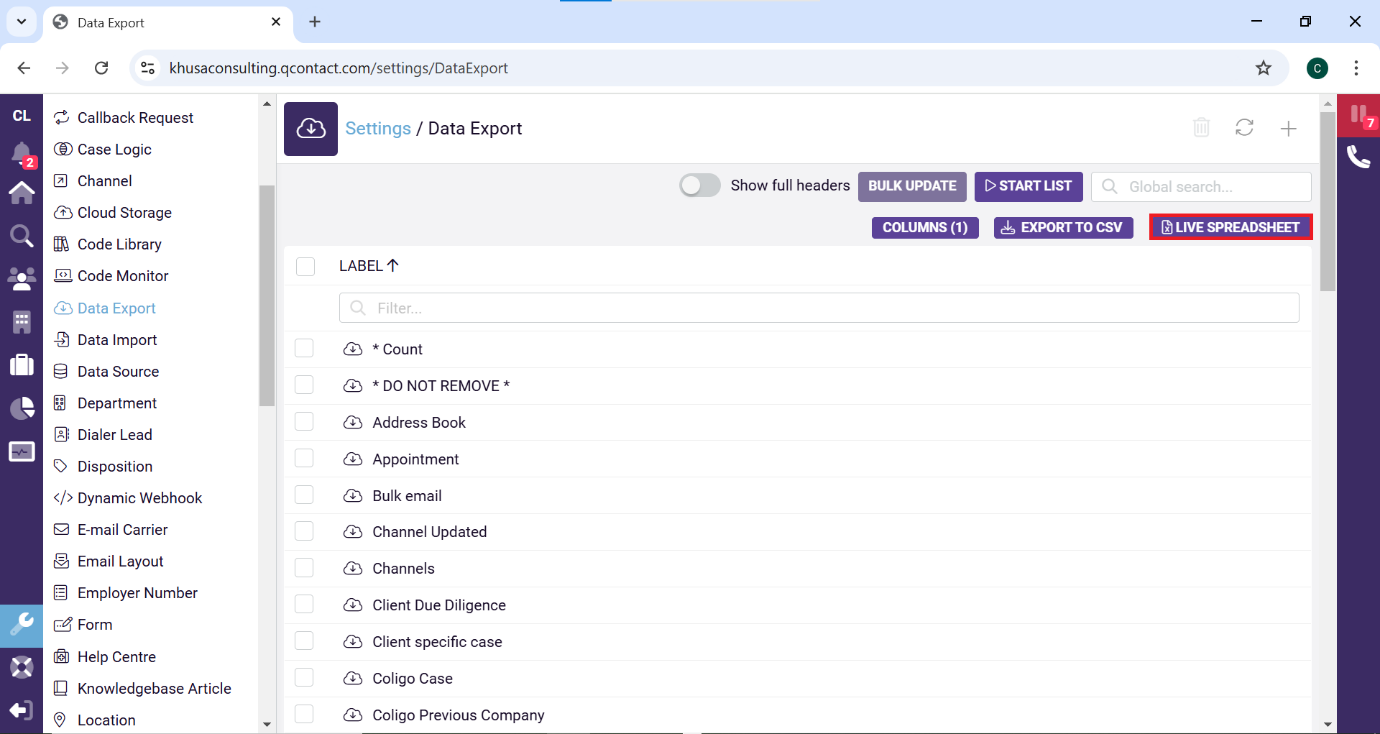 Data Export
khusaconsulting.qcontact.com/settings/DataExport
C
CL
2
7
Callback Request
Case Logic
Channel
Cloud Storage
Code Library
Code Monitor
Data Export
Data Import
Data Source
Department
Dialer Lead
Disposition
Dynamic Webhook
E-mail Carrier
Email Layout
Employer Number
Form
Help Centre
Knowledgebase Article
Location
Settings / Data Export
Show full headers BULK UPDATE START LIST Global search...
COLUMNS (1) EXPORT TO CSV LIVE SPREADSHEET
LABEL
Filter...
* Count
* DO NOT REMOVE *
Address Book
Appointment
Bulk email
Channel Updated
Channels
Client Due Diligence
Client specific case
Coligo Case
Coligo Previous Company